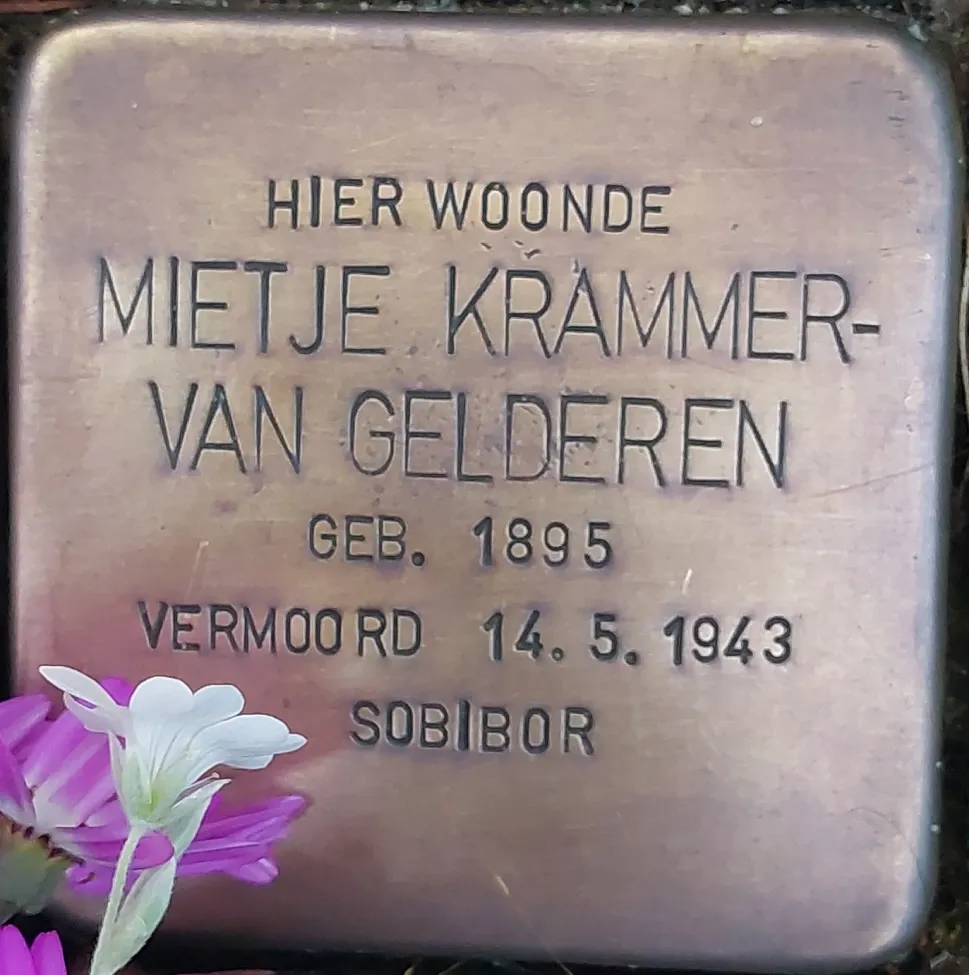 HIER WOONDE
MIETJE KRAMMER-
VAN GELDEREN
GEB. 1895
VERMOORD 14.5.1943
SOBIBOR